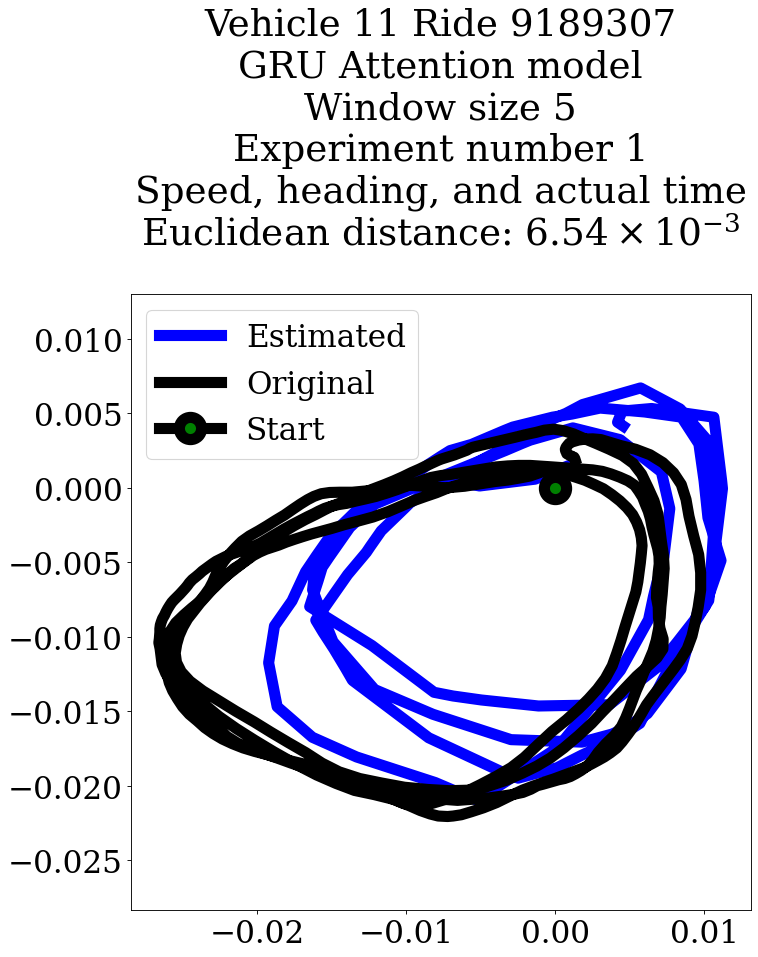 Vehicle 11 Ride 9189307
GRU Attention model
Window size 5
Experiment number 1
Speed, heading, and actual time
Euclidean distance: 6.54 × 10⁻³
Estimated
Original
Start
0.010
0.005
0.000
−0.005
−0.010
−0.015
−0.020
−0.025
−0.02 −0.01 0.00 0.01